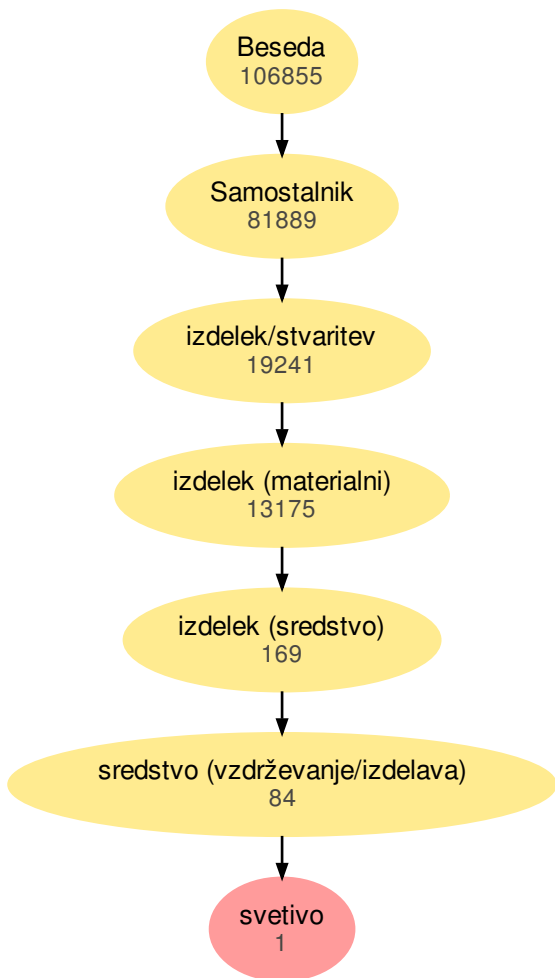 Beseda
106855
Samostalnik
81889
izdelek/stvaritev
19241
izdelek (materialni)
13175
izdelek (sredstvo)
169
sredstvo (vzdrževanje/izdelava)
84
svetivo
1